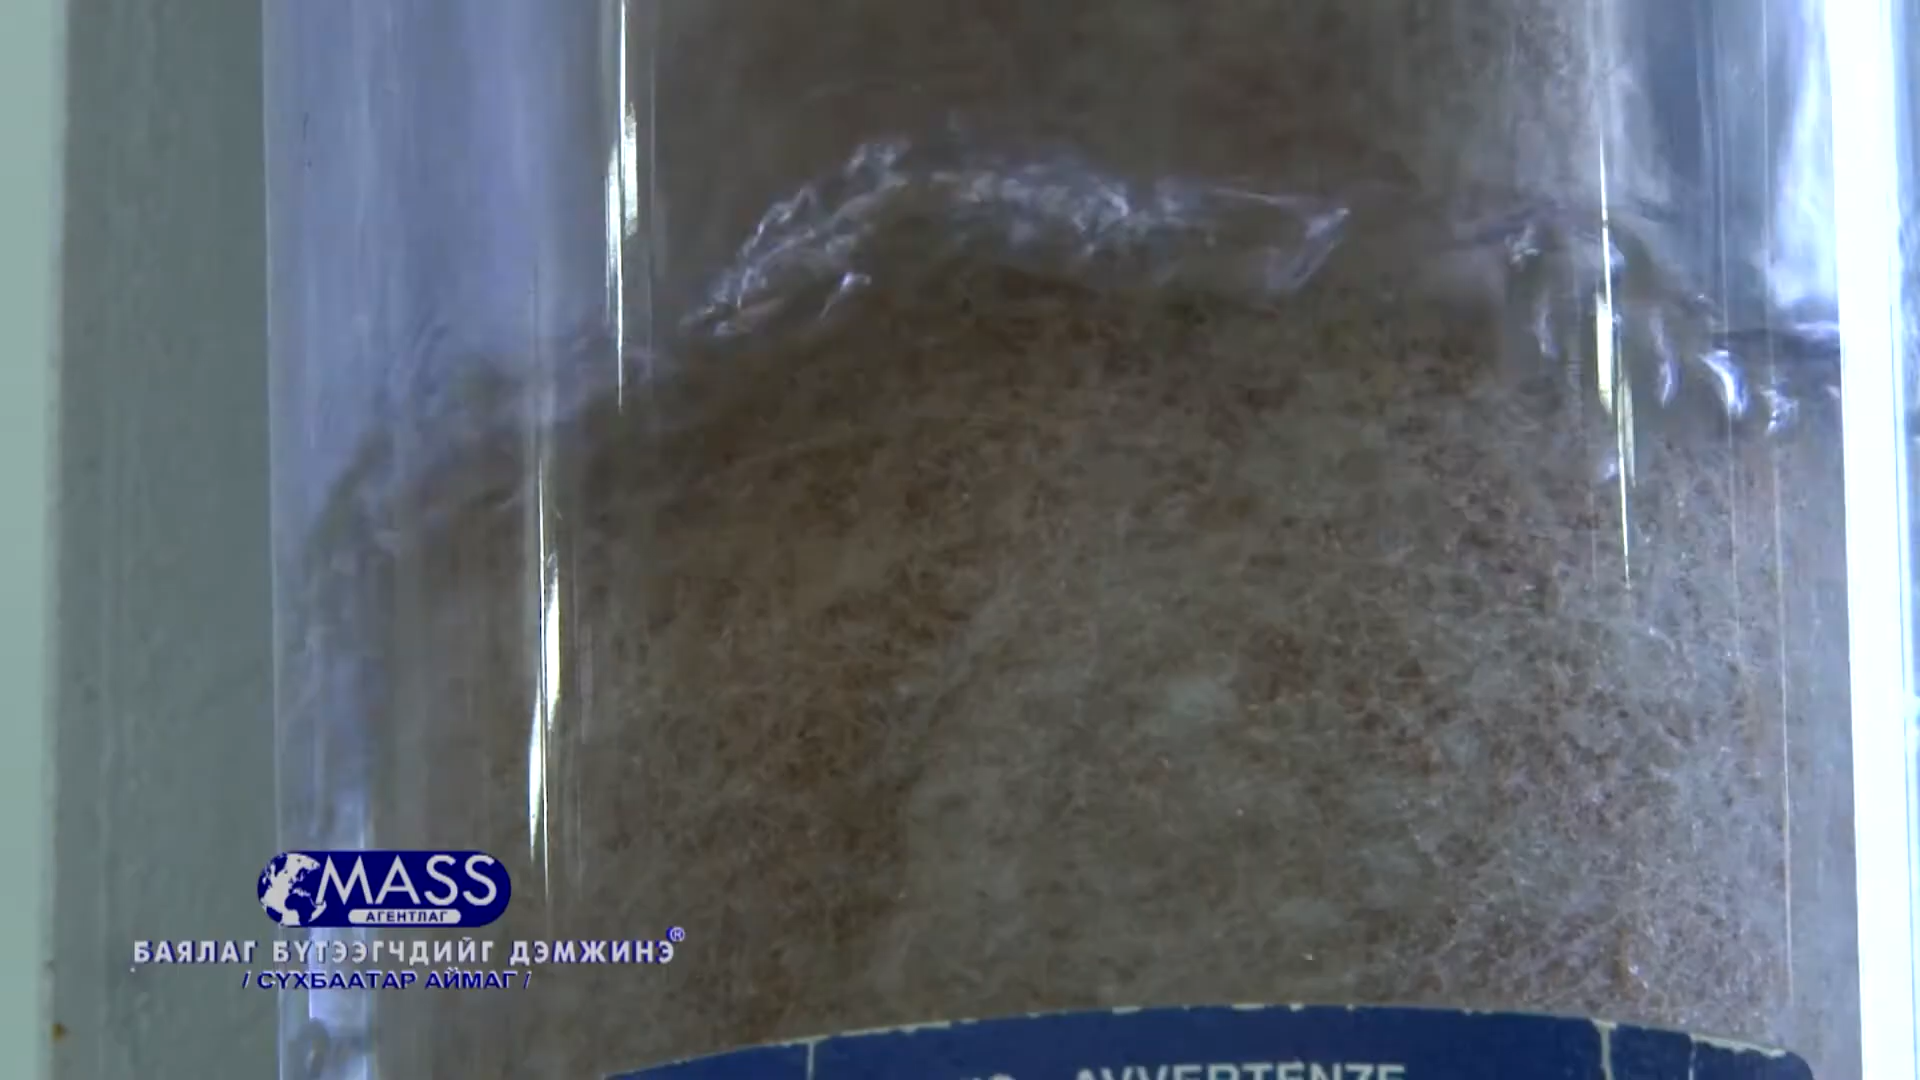 MASS
АГЕНТЛАГ
БАЯЛАГ БҮТЭЭГЧДИЙГ ДЭМЖИНЭ®
/ СҮХБААТАР АЙМАГ /
AVVERTENZE